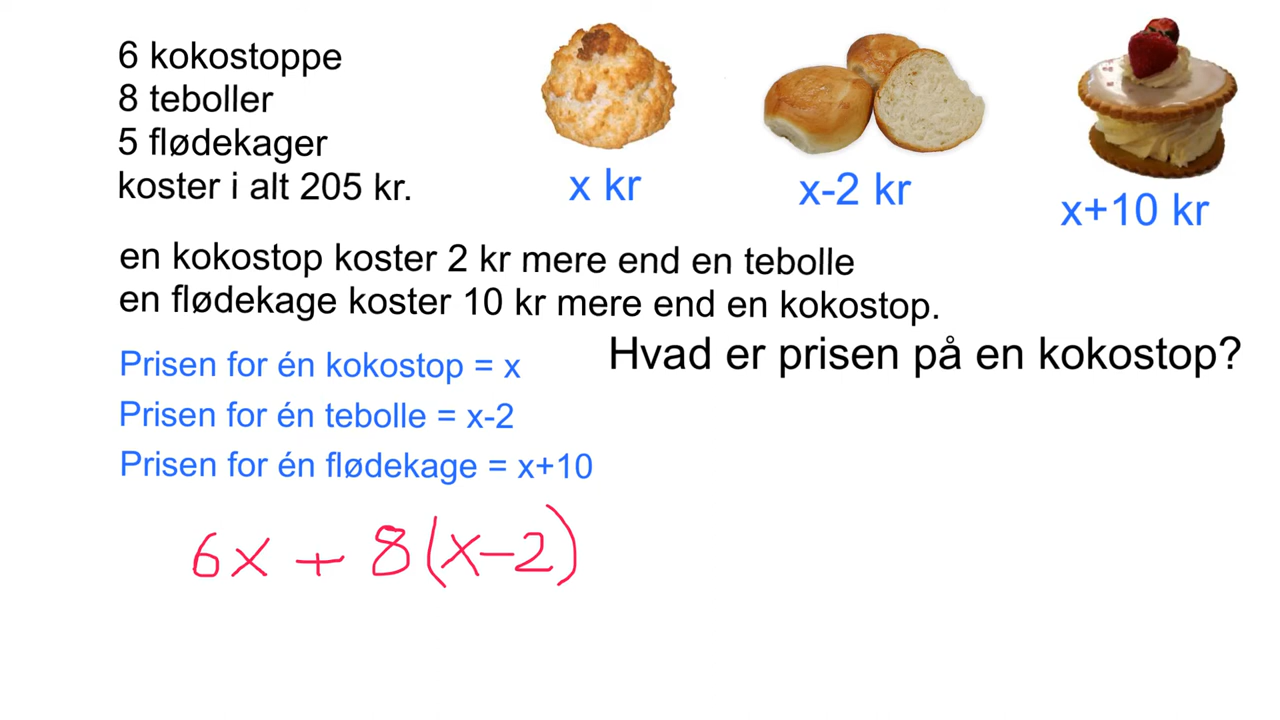 6 kokostoppe
8 teboller
5 flødekager
koster i alt 205 kr.
x kr
x-2 kr
x+10 kr
en kokostop koster 2 kr mere end en tebolle
en flødekage koster 10 kr mere end en kokostop.
Hvad er prisen på en kokostop?
Prisen for én kokostop = x
Prisen for én tebolle = x-2
Prisen for én flødekage = x+10
6x + 8(x-2)